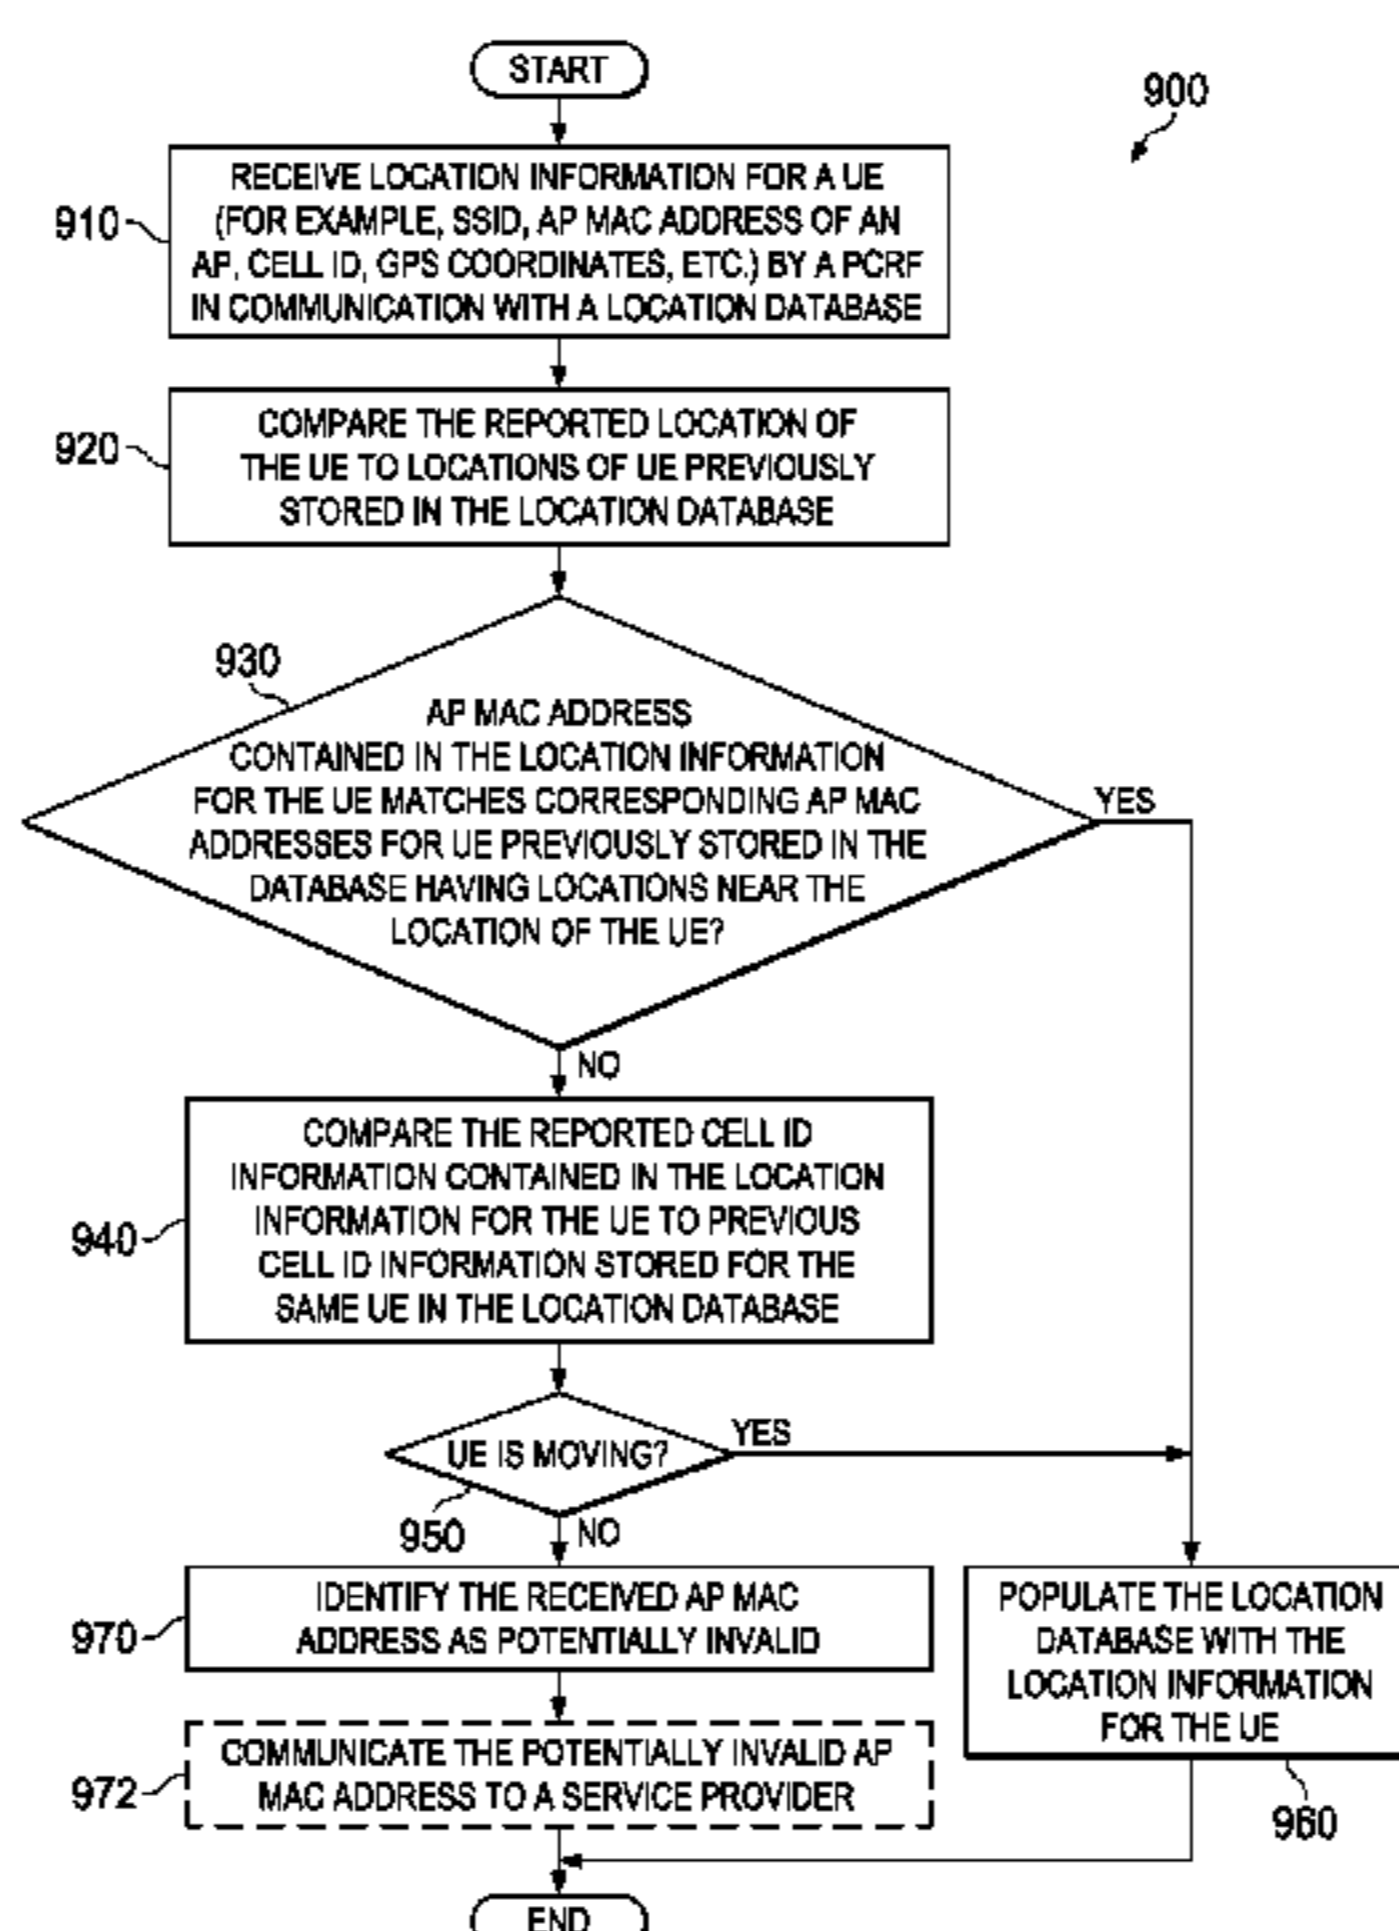 START
900
910
RECEIVE LOCATION INFORMATION FOR A UE
(FOR EXAMPLE, SSID, AP MAC ADDRESS OF AN
AP, CELL ID, GPS COORDINATES, ETC.) BY A PCRF
IN COMMUNICATION WITH A LOCATION DATABASE
920
COMPARE THE REPORTED LOCATION OF
THE UE TO LOCATIONS OF UE PREVIOUSLY
STORED IN THE LOCATION DATABASE
930
AP MAC ADDRESS
CONTAINED IN THE LOCATION INFORMATION
FOR THE UE MATCHES CORRESPONDING AP MAC
ADDRESSES FOR UE PREVIOUSLY STORED IN THE
DATABASE HAVING LOCATIONS NEAR THE
LOCATION OF THE UE?
YES
NO
940
COMPARE THE REPORTED CELL ID
INFORMATION CONTAINED IN THE LOCATION
INFORMATION FOR THE UE TO PREVIOUS
CELL ID INFORMATION STORED FOR THE
SAME UE IN THE LOCATION DATABASE
UE IS MOVING?
YES
950
NO
970
IDENTIFY THE RECEIVED AP MAC
ADDRESS AS POTENTIALLY INVALID
POPULATE THE LOCATION
DATABASE WITH THE
LOCATION INFORMATION
FOR THE UE
960
972
COMMUNICATE THE POTENTIALLY INVALID AP
MAC ADDRESS TO A SERVICE PROVIDER
END